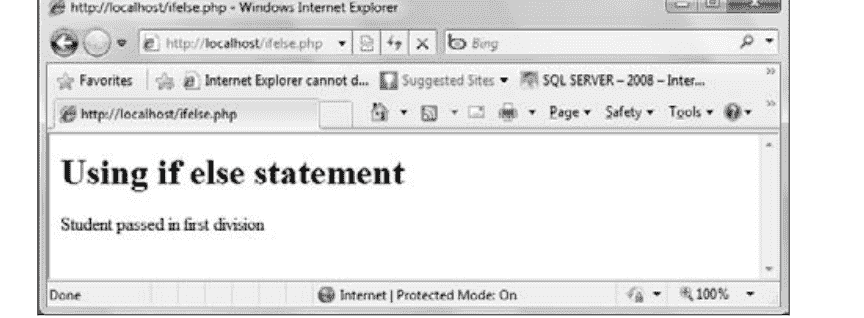 http://localhost/ifelse.php - Windows Internet Explorer
http://localhost/ifelse.php Bing
Favorites Internet Explorer cannot d... Suggested Sites SQL SERVER – 2008 – Inter...
http://localhost/ifelse.php Page Safety Tools
Using if else statement
Student passed in first division
Done Internet | Protected Mode: On 100%